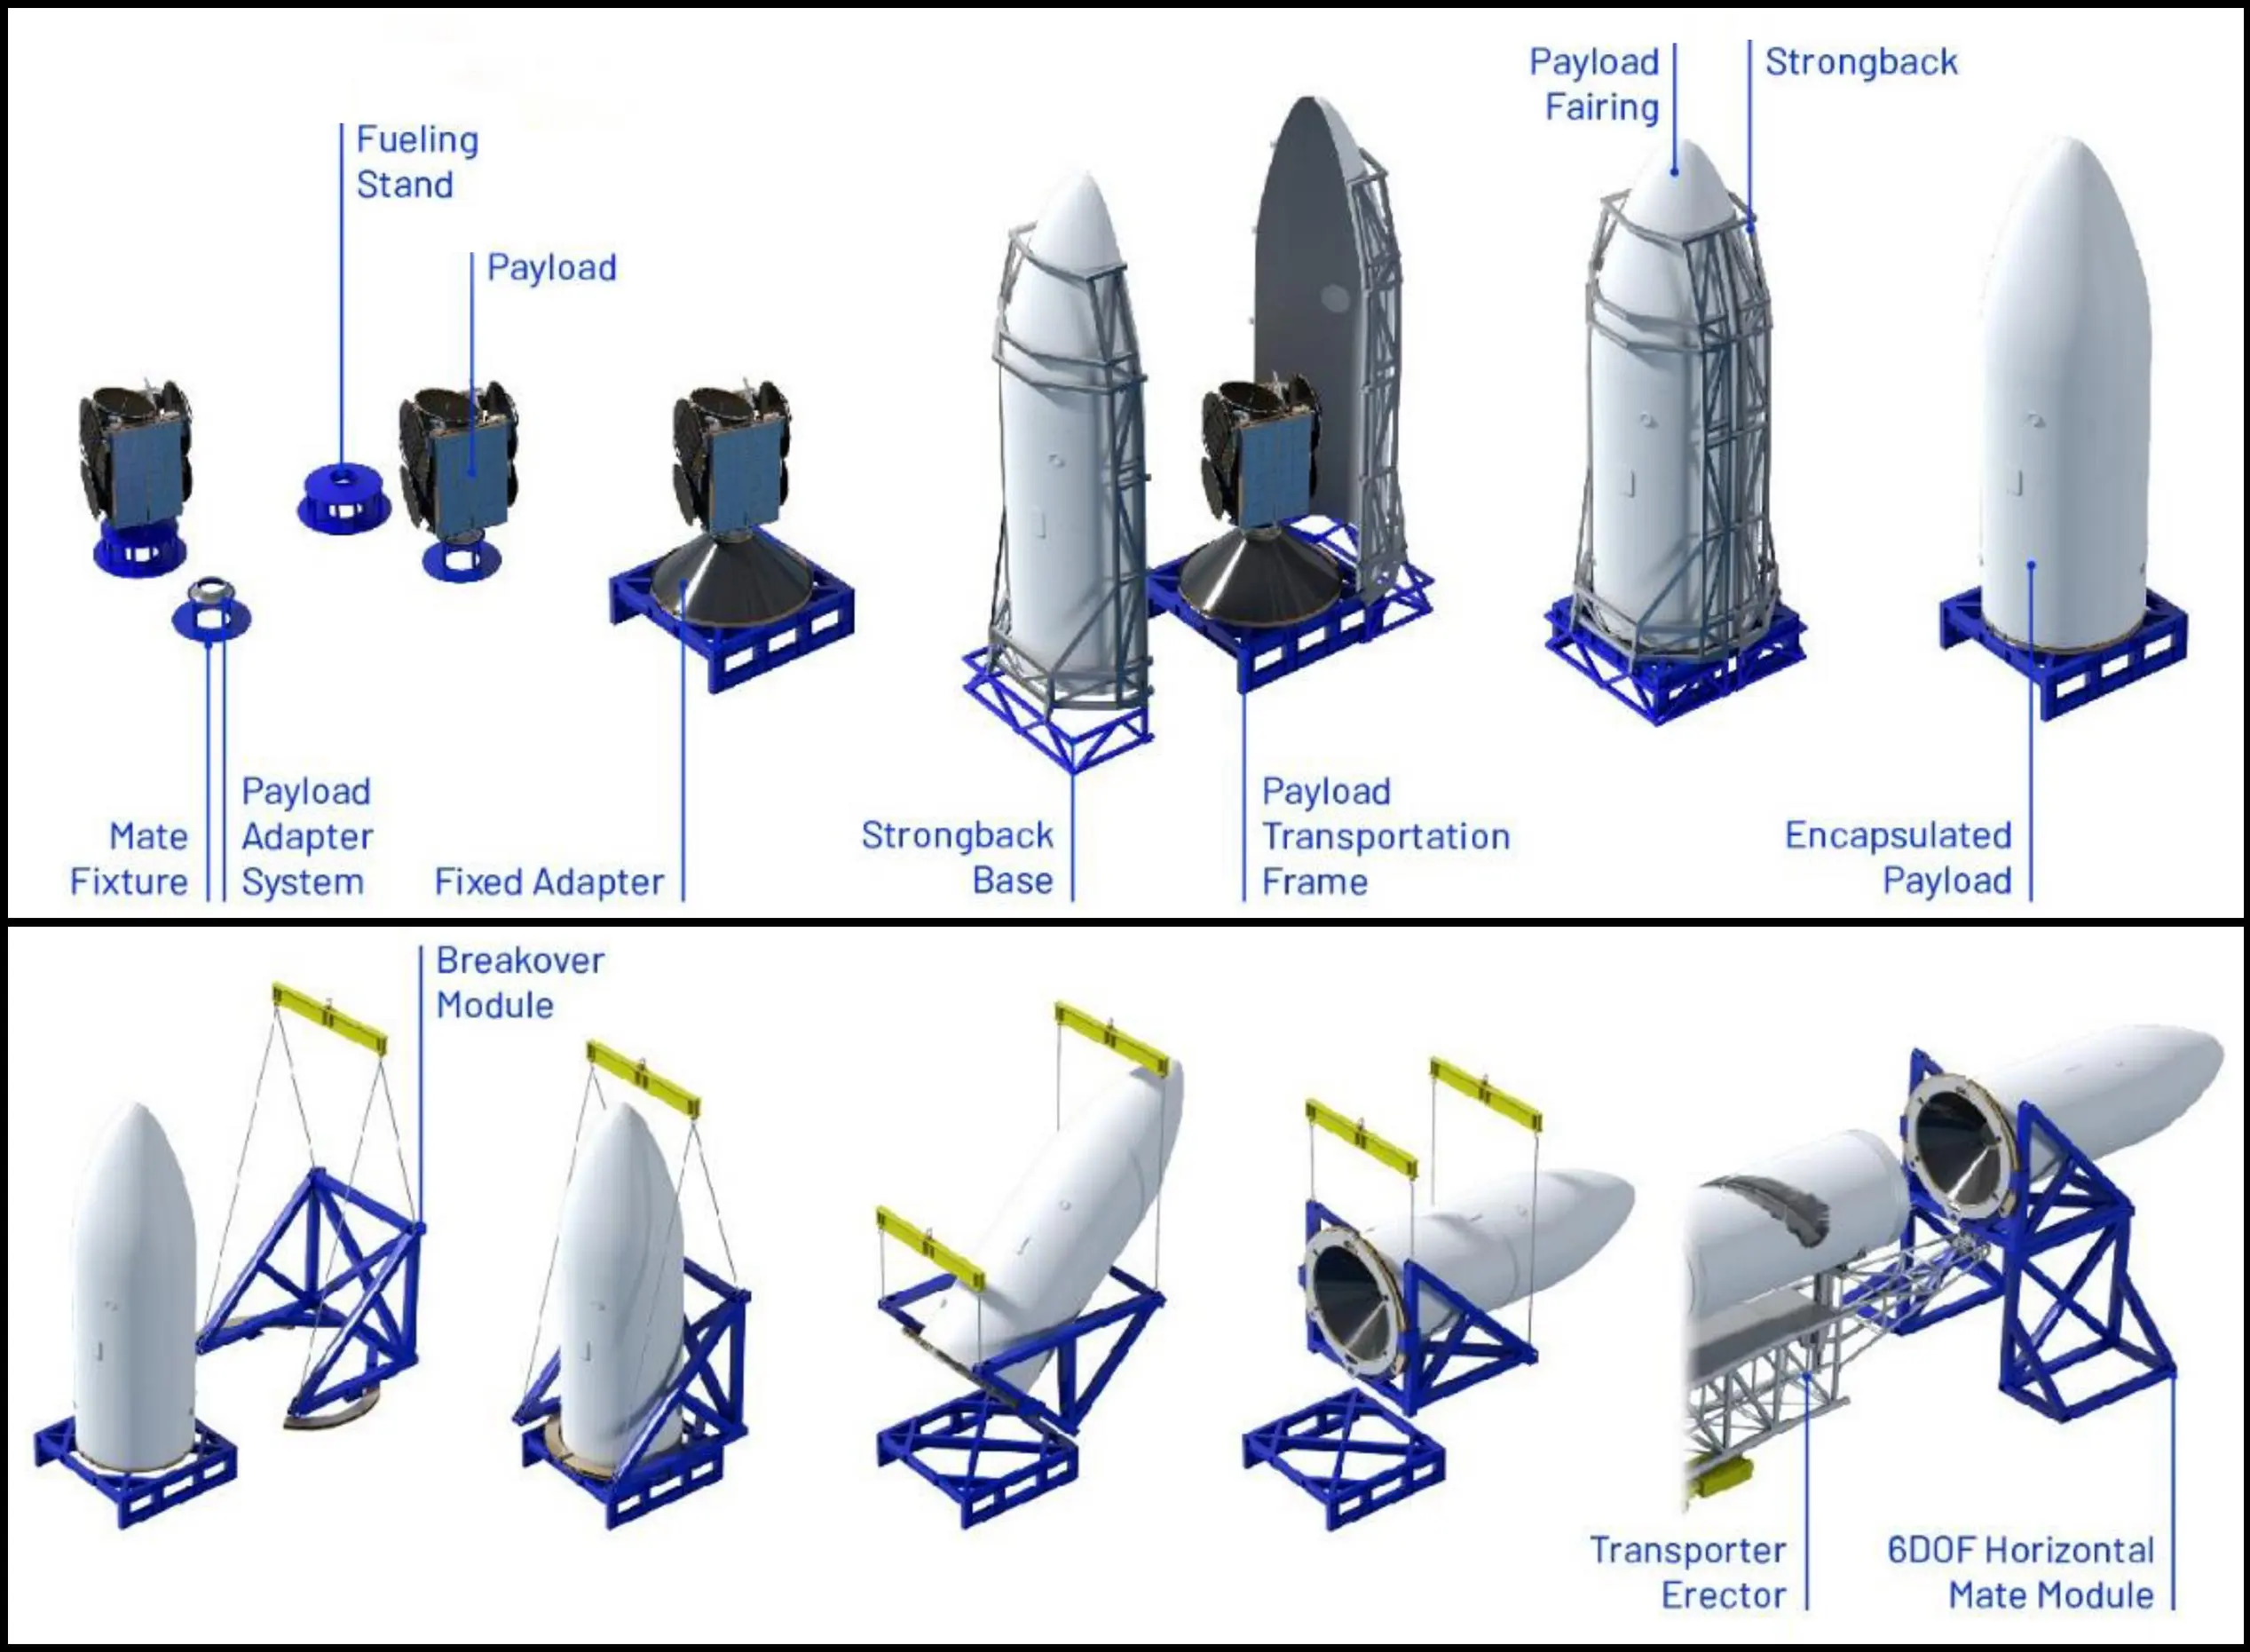 Fueling
Stand
Payload
Payload
Fairing
Strongback
Mate
Fixture
Payload
Adapter
System
Fixed Adapter
Strongback
Base
Payload
Transportation
Frame
Encapsulated
Payload
Breakover
Module
Transporter
Erector
6DOF Horizontal
Mate Module